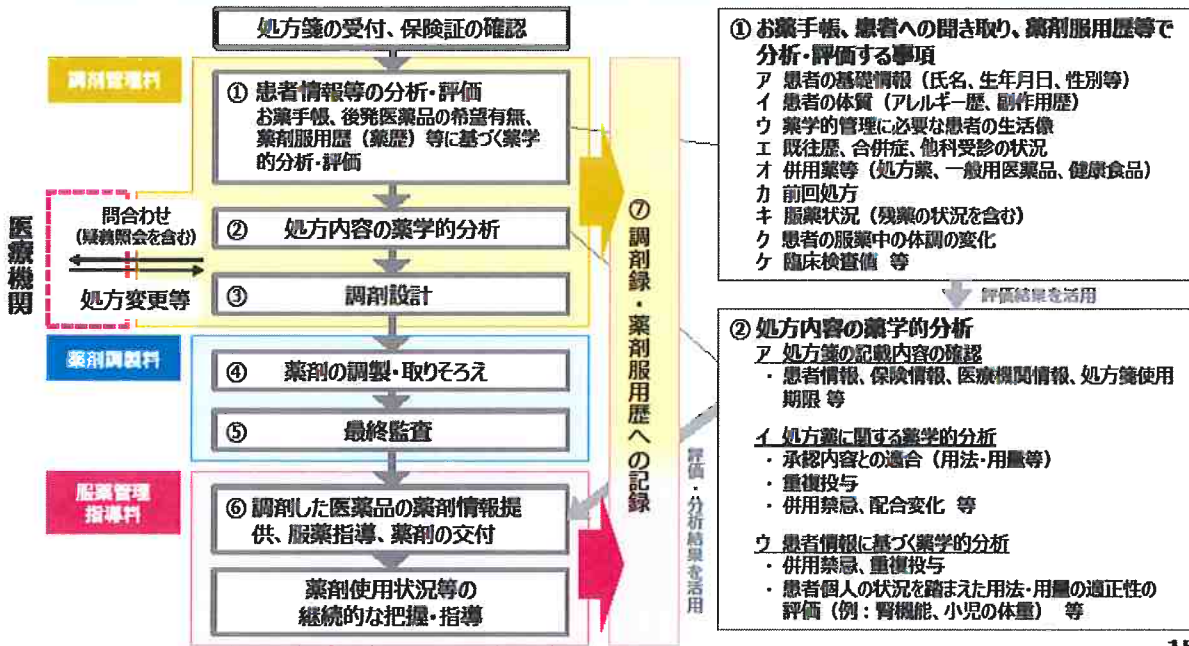 処方箋の受付、保険証の確認
調剤管理料
① 患者情報等の分析・評価
お薬手帳、後発医薬品の希望有無、
薬剤服用歴（薬歴）等に基づく薬学
的分析・評価
医療機関
問合わせ
（疑義照会を含む）
処方変更等
② 処方内容の薬学的分析
③ 調剤設計
薬剤調製料
④ 薬剤の調製・取りそろえ
⑤ 最終監査
服薬管理
指導料
⑥ 調剤した医薬品の薬剤情報提
供、服薬指導、薬剤の交付
薬剤使用状況等の
継続的な把握・指導
⑦調剤録・薬剤服用歴への記録
① お薬手帳、患者への聞き取り、薬剤服用歴等で
分析・評価する事項
ア 患者の基礎情報（氏名、生年月日、性別等）
イ 患者の体質（アレルギー歴、副作用歴）
ウ 薬学的管理に必要な患者の生活像
エ 既往歴、合併症、他科受診の状況
オ 併用薬等（処方薬、一般用医薬品、健康食品）
カ 前回処方
キ 服薬状況（残薬の状況を含む）
ク 患者の服薬中の体調の変化
ケ 臨床検査値 等
評価結果を活用
② 処方内容の薬学的分析
ア 処方箋の記載内容の確認
・ 患者情報、保険情報、医療機関情報、処方箋使用
期限 等
イ 処方薬に関する薬学的分析
・ 承認内容との適合（用法・用量等）
・ 重複投与
・ 併用禁忌、配合変化 等
ウ 患者情報に基づく薬学的分析
・ 併用禁忌、重複投与
・ 患者個人の状況を踏まえた用法・用量の適正性の
評価（例：腎機能、小児の体重） 等
評価・分析結果を活用